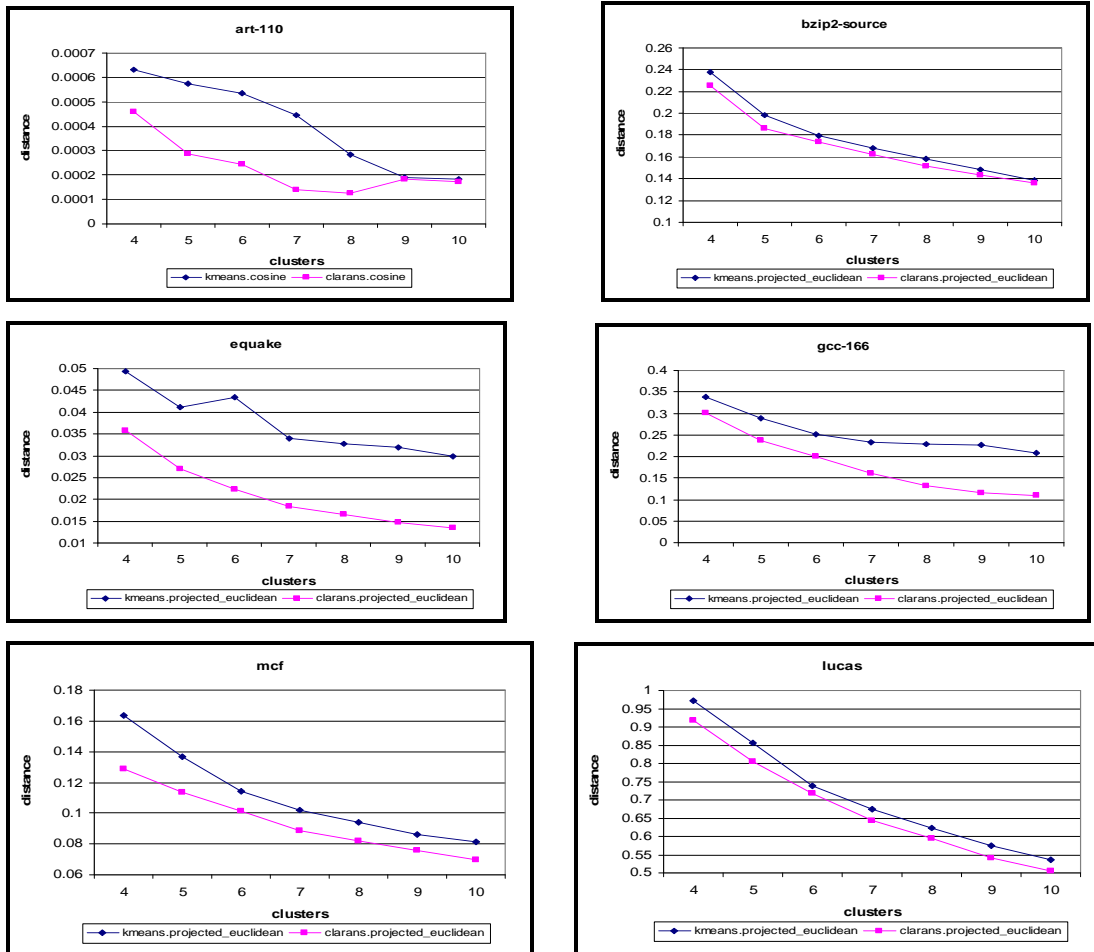 art-110
0.0007
0.0006
0.0005
0.0004
0.0003
0.0002
0.0001
0
distance
4 5 6 7 8 9 10
clusters
kmeans.cosine clarans.cosine
bzip2-source
0.26
0.24
0.22
0.2
0.18
0.16
0.14
0.12
0.1
distance
4 5 6 7 8 9 10
clusters
kmeans.projected_euclidean clarans.projected_euclidean
equake
0.05
0.045
0.04
0.035
0.03
0.025
0.02
0.015
0.01
distance
4 5 6 7 8 9 10
clusters
kmeans.projected_euclidean clarans.projected_euclidean
gcc-166
0.4
0.35
0.3
0.25
0.2
0.15
0.1
0.05
0
distance
4 5 6 7 8 9 10
clusters
kmeans.projected_euclidean clarans.projected_euclidean
mcf
0.18
0.16
0.14
0.12
0.1
0.08
0.06
distance
4 5 6 7 8 9 10
clusters
kmeans.projected_euclidean clarans.projected_euclidean
lucas
1
0.95
0.9
0.85
0.8
0.75
0.7
0.65
0.6
0.55
0.5
distance
4 5 6 7 8 9 10
clusters
kmeans.projected_euclidean clarans.projected_euclidean